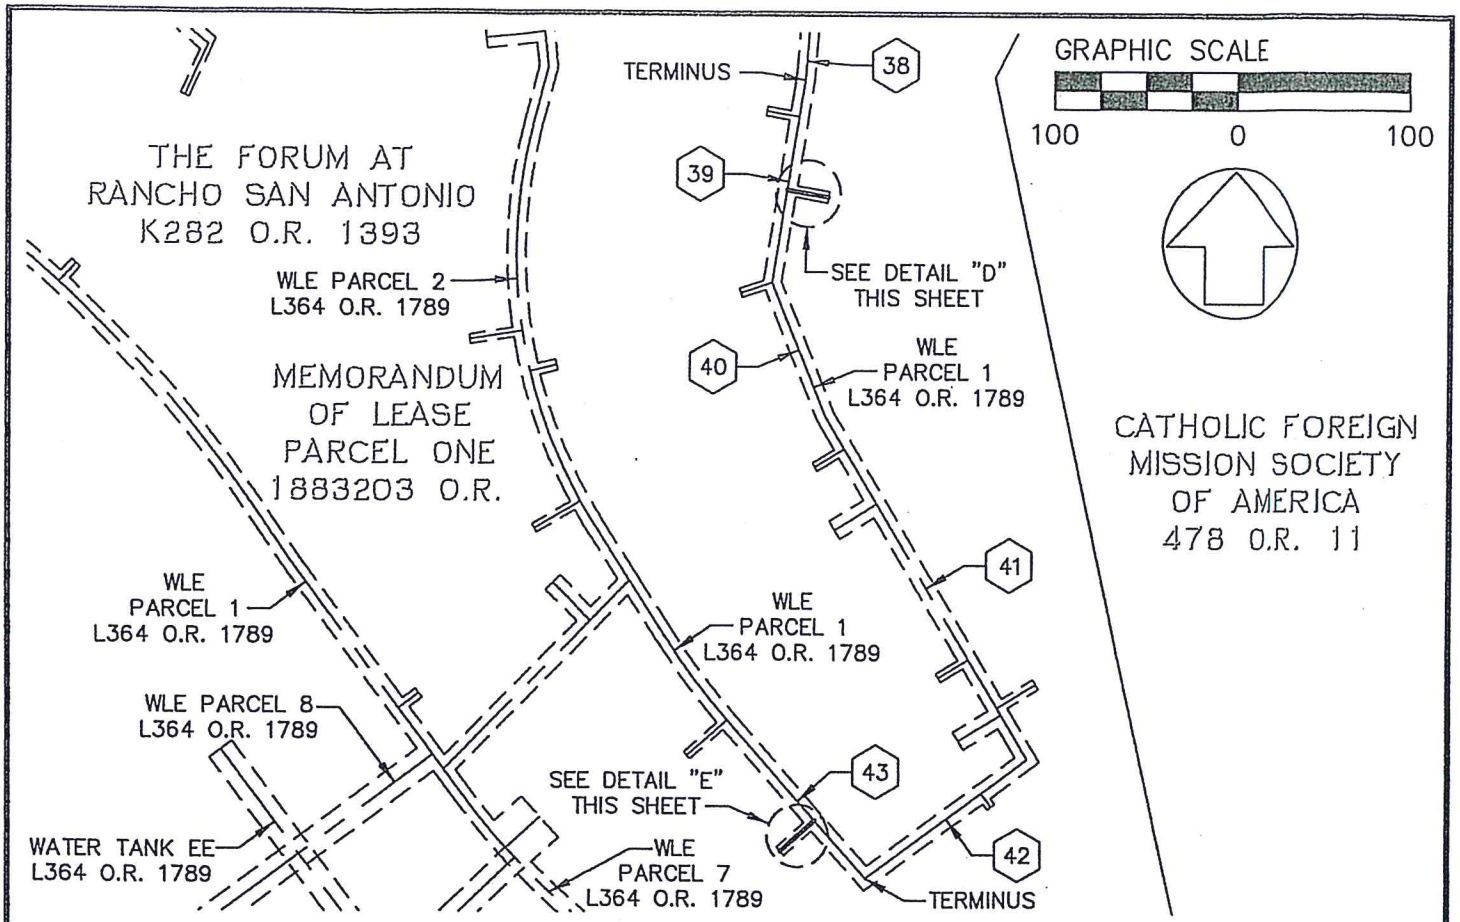 GRAPHIC SCALE
100 0 100
TERMINUS
38
THE FORUM AT
RANCHO SAN ANTONIO
K282 O.R. 1393
39
WLE PARCEL 2
L364 O.R. 1789
SEE DETAIL "D"
THIS SHEET
MEMORANDUM
OF LEASE
PARCEL ONE
1883203 O.R.
40
WLE
PARCEL 1
L364 O.R. 1789
CATHOLIC FOREIGN
MISSION SOCIETY
OF AMERICA
478 O.R. 11
41
WLE
PARCEL 1
L364 O.R. 1789
WLE
PARCEL 1
L364 O.R. 1789
WLE PARCEL 8
L364 O.R. 1789
SEE DETAIL "E"
THIS SHEET
43
WATER TANK EE
L364 O.R. 1789
WLE
PARCEL 7
L364 O.R. 1789
42
TERMINUS